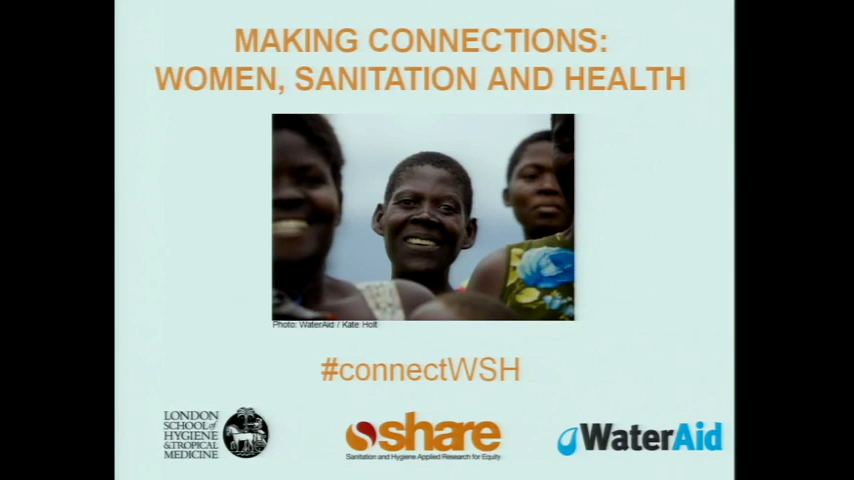 MAKING CONNECTIONS:
WOMEN, SANITATION AND HEALTH
Photo: WaterAid / Kate Holt
#connectWSH
LONDON
SCHOOL of
HYGIENE
& TROPICAL
MEDICINE
share
Sanitation and Hygiene Applied Research for Equity
WaterAid